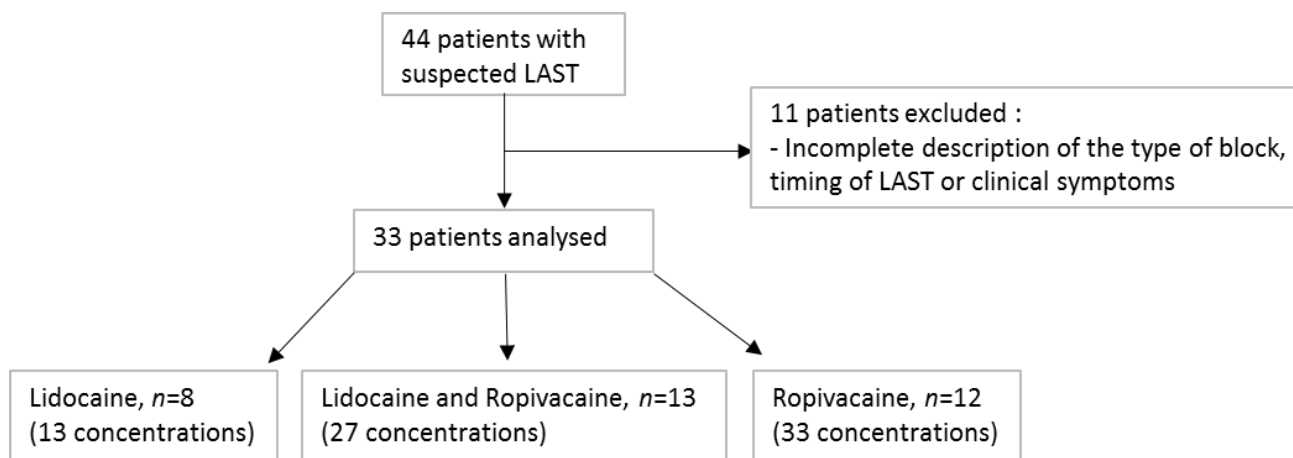 44 patients with
suspected LAST
11 patients excluded :
- Incomplete description of the type of block,
timing of LAST or clinical symptoms
33 patients analysed
Lidocaine, n=8
(13 concentrations)
Lidocaine and Ropivacaine, n=13
(27 concentrations)
Ropivacaine, n=12
(33 concentrations)